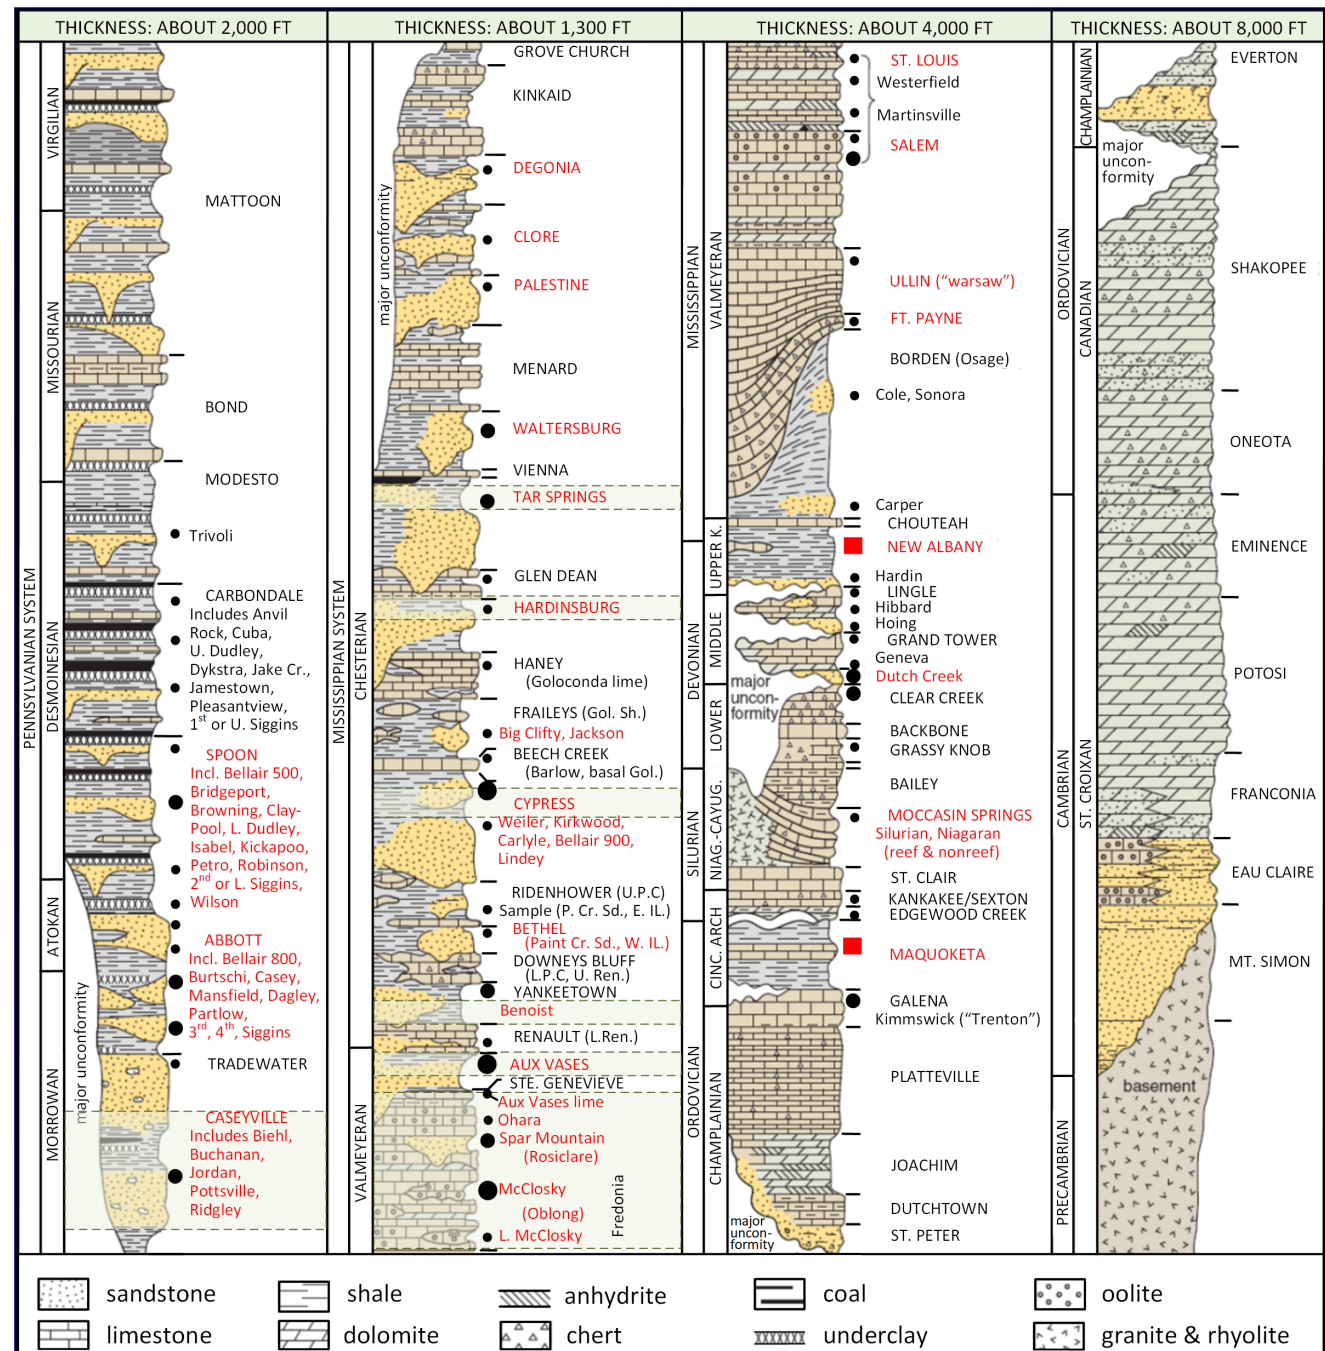 THICKNESS: ABOUT 2,000 FT
PENNSYLVANIAN SYSTEM
VIRGILIAN
MISSOURIAN
DESMOINESIAN
ATOKAN
MORROWAN
major unconformity
MATTOON
BOND
MODESTO
Trivoli
CARBONDALE
Includes Anvil
Rock, Cuba,
U. Dudley,
Dykstra, Jake Cr.,
Jamestown,
Pleasantview,
1st or U. Siggins
SPOON
Incl. Bellair 500,
Bridgeport,
Browning, Clay-
Pool, L. Dudley,
Isabel, Kickapoo,
Petro, Robinson,
2nd or L. Siggins,
Wilson
ABBOTT
Incl. Bellair 800,
Burtschi, Casey,
Mansfield, Dagley,
Partlow,
3rd, 4th, Siggins
TRADEWATER
CASEYVILLE
Includes Biehl,
Buchanan,
Jordan,
Pottsville,
Ridgley
THICKNESS: ABOUT 1,300 FT
MISSISSIPPIAN SYSTEM
CHESTERIAN
VALMEYERAN
major unconformity
GROVE CHURCH
KINKAID
DEGONIA
CLORE
PALESTINE
MENARD
WALTERSBURG
VIENNA
TAR SPRINGS
GLEN DEAN
HARDINSBURG
HANEY
(Goloconda lime)
FRAILEYS (Gol. Sh.)
Big Clifty, Jackson
BEECH CREEK
(Barlow, basal Gol.)
CYPRESS
Weiler, Kirkwood,
Carlyle, Bellair 900,
Lindey
RIDENHOWER (U.P.C)
Sample (P. Cr. Sd., E. IL.)
BETHEL
(Paint Cr. Sd., W. IL.)
DOWNEYS BLUFF
(L.P.C, U. Ren.)
YANKEETOWN
Benoist
RENAULT (L.Ren.)
AUX VASES
STE. GENEVIEVE
Aux Vases lime
Ohara
Spar Mountain
(Rosiclare)
McClosky
(Oblong)
L. McClosky
Fredonia
THICKNESS: ABOUT 4,000 FT
MISSISSIPPIAN
DEVONIAN
SILURIAN
ORDOVICIAN
VALMEYERAN
UPPER K.
MIDDLE
LOWER
NIAG.-CAYUG.
CINC. ARCH
CHAMPLAINIAN
ST. LOUIS
Westerfield
Martinsville
SALEM
ULLIN (“warsaw”)
FT. PAYNE
BORDEN (Osage)
Cole, Sonora
Carper
CHOUTEAH
NEW ALBANY
Hardin
LINGLE
Hibbard
Hoing
GRAND TOWER
Geneva
Dutch Creek
major
uncon-
formity
CLEAR CREEK
BACKBONE
GRASSY KNOB
BAILEY
MOCCASIN SPRINGS
Silurian, Niagaran
(reef & nonreef)
ST. CLAIR
KANKAKEE/SEXTON
EDGEWOOD CREEK
MAQUOKETA
GALENA
Kimmswick (“Trenton”)
PLATTEVILLE
JOACHIM
DUTCHTOWN
ST. PETER
major
uncon-
formity
THICKNESS: ABOUT 8,000 FT
ORDOVICIAN
CAMBRIAN
PRECAMBRIAN
CHAMPLAINIAN
CANADIAN
ST. CROIXAN
major
uncon-
formity
EVERTON
SHAKOPEE
ONEOTA
EMINENCE
POTOSI
FRANCONIA
EAU CLAIRE
MT. SIMON
basement
sandstone
shale
anhydrite
coal
oolite
limestone
dolomite
chert
underclay
granite & rhyolite